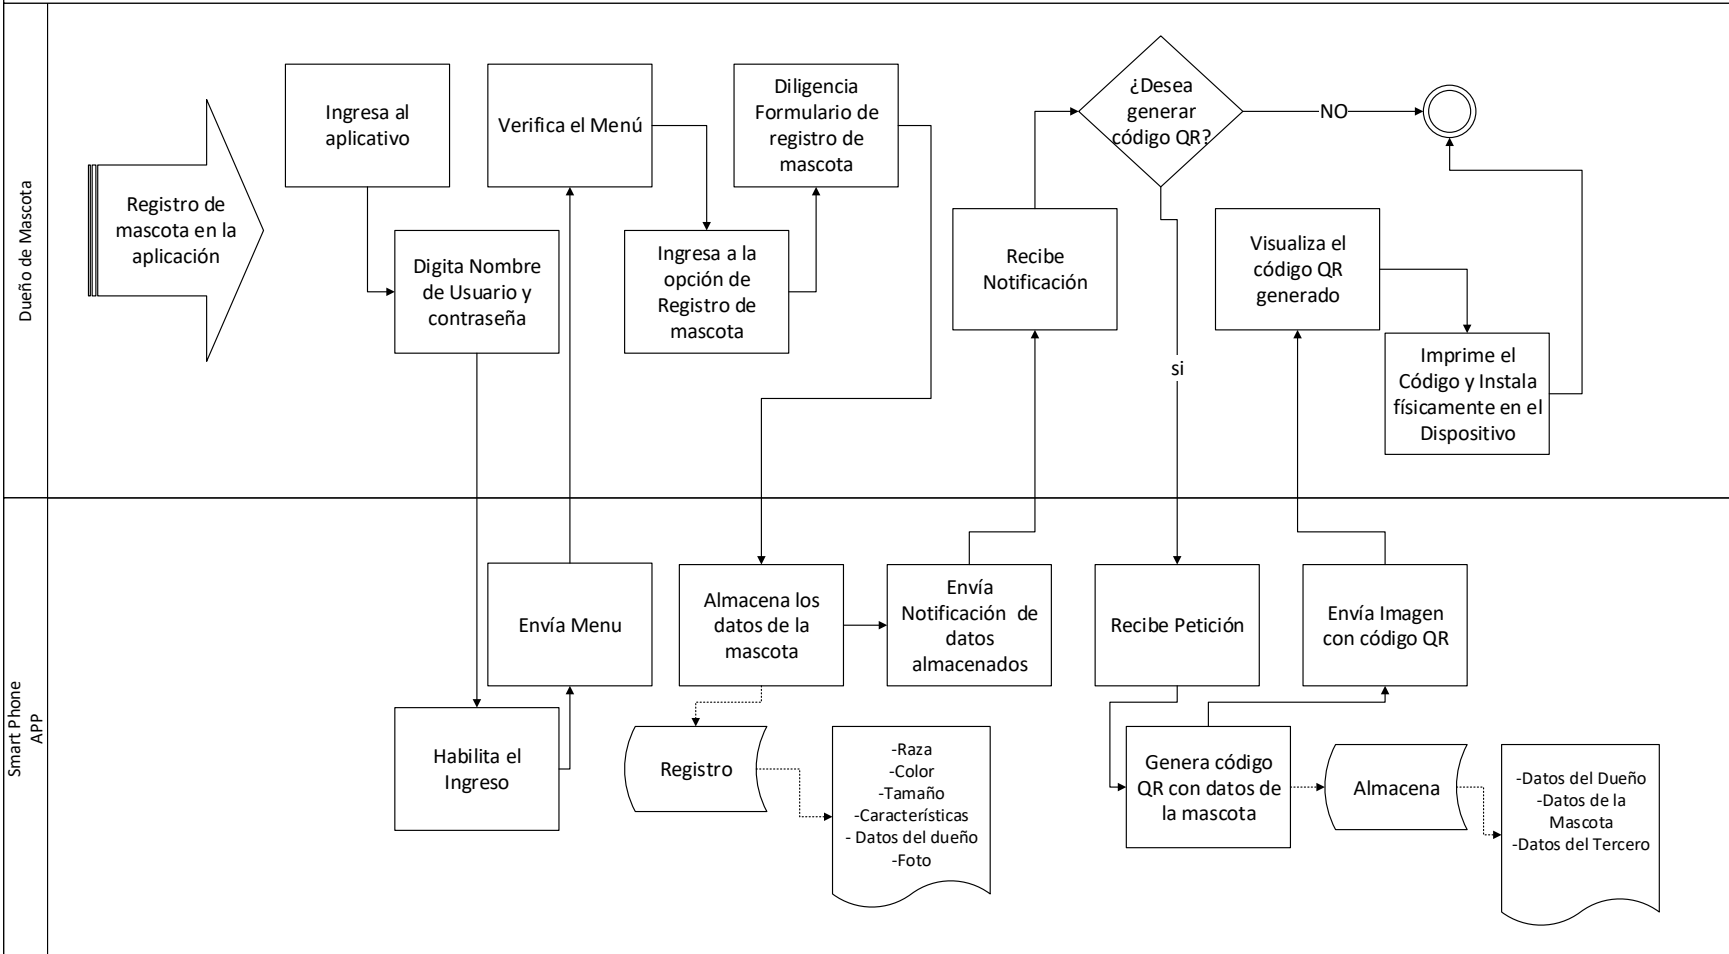 Dueño de Mascota
Registro de
mascota en la
aplicación
Ingresa al
aplicativo
Digita Nombre
de Usuario y
contraseña
Verifica el Menú
Ingresa a la
opción de
Registro de
mascota
Diligencia
Formulario de
registro de
mascota
Recibe
Notificación
¿Desea
generar
código QR?
NO
si
Visualiza el
código QR
generado
Imprime el
Código y Instala
físicamente en el
Dispositivo
Smart Phone
APP
Habilita el
Ingreso
Envía Menu
Almacena los
datos de la
mascota
Envía
Notificación de
datos
almacenados
Registro
-Raza
-Color
-Tamaño
-Características
- Datos del dueño
-Foto
Recibe Petición
Genera código
QR con datos de
la mascota
Envía Imagen
con código QR
Almacena
-Datos del Dueño
-Datos de la
Mascota
-Datos del Tercero